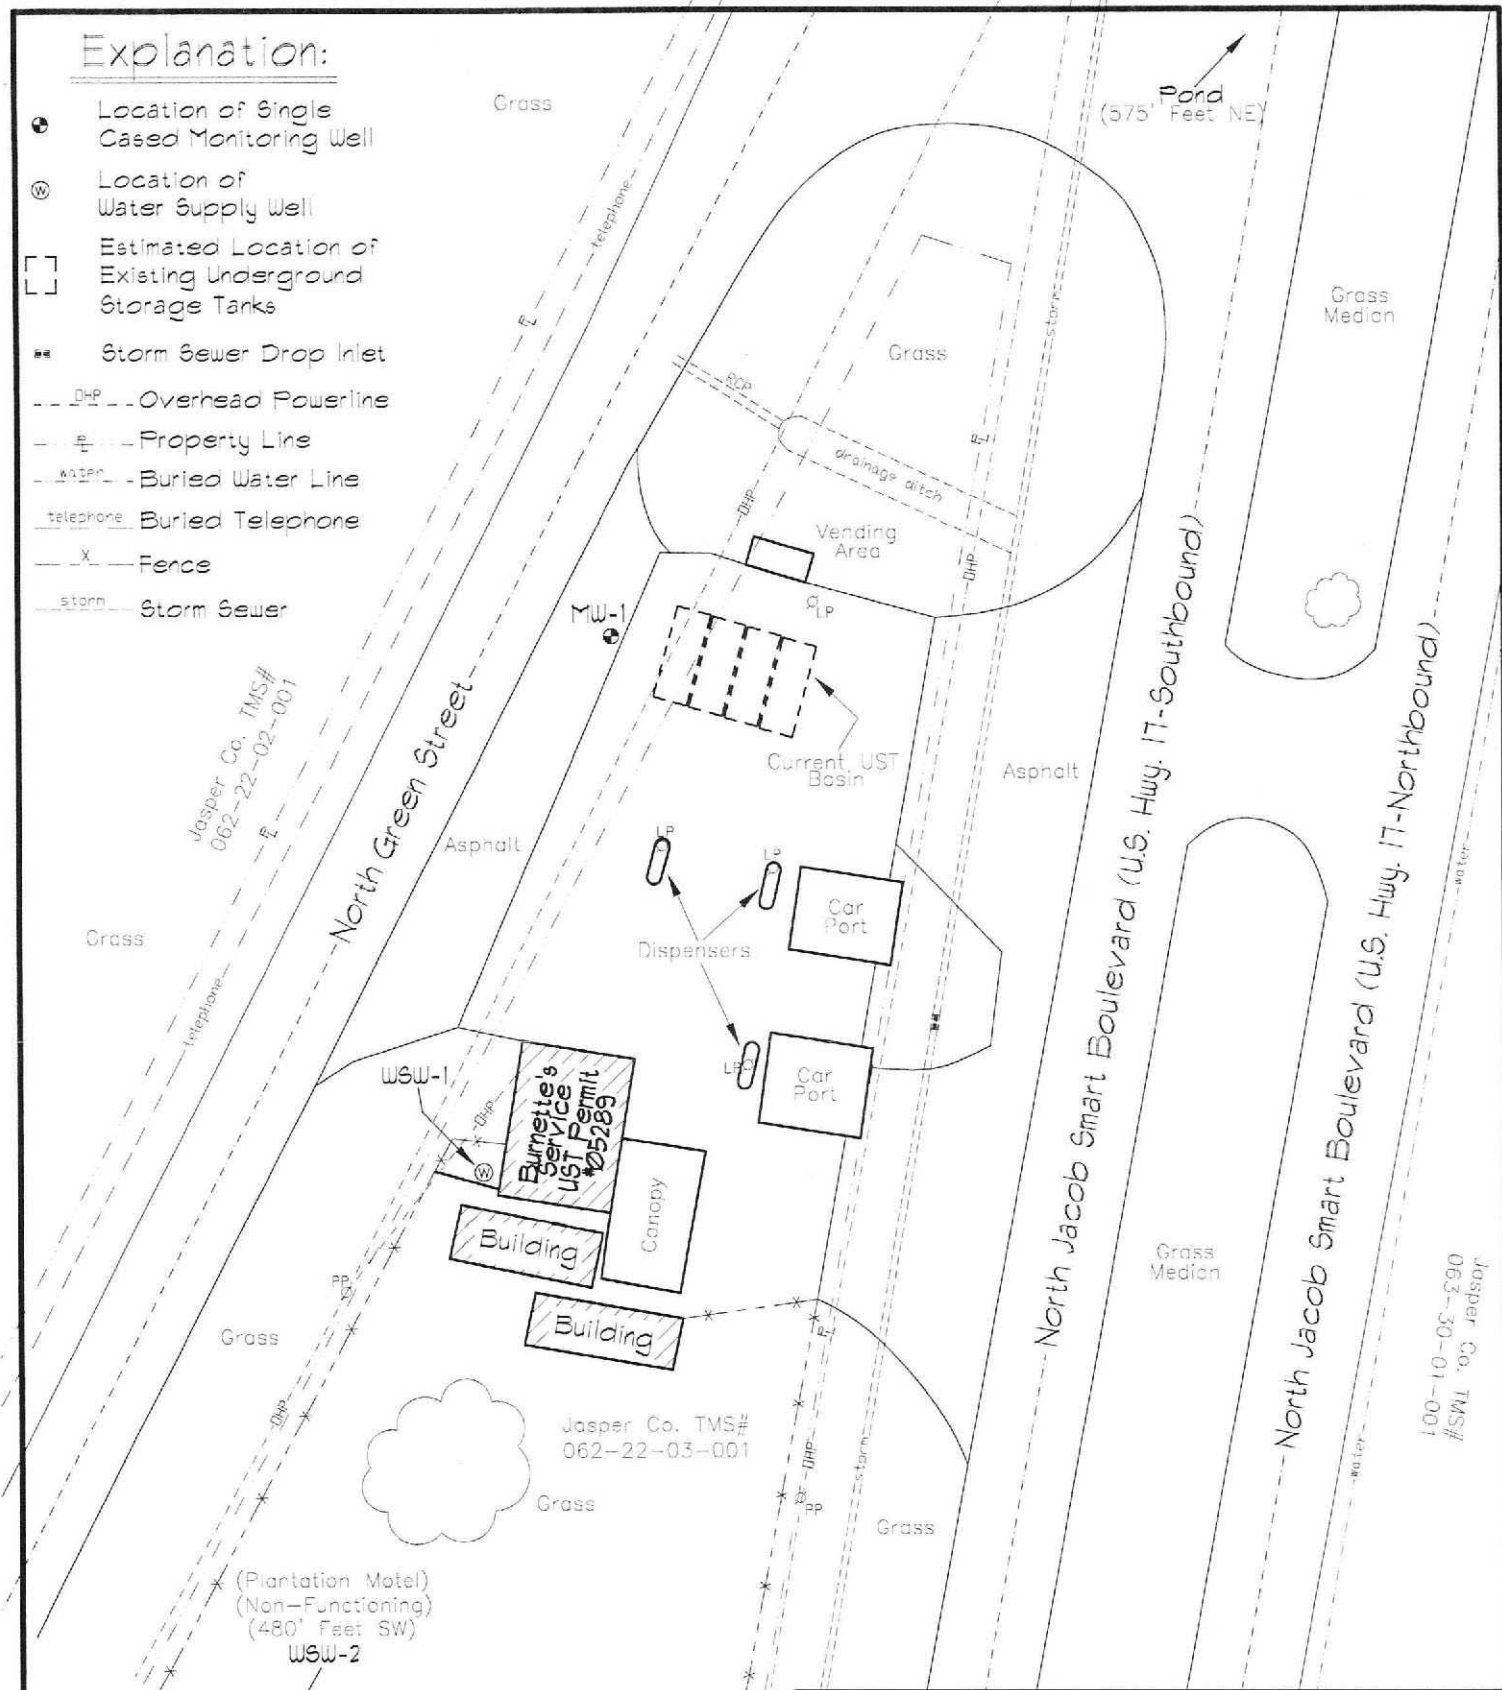 Explanation:
Location of Single
Cased Monitoring Well
Location of
Water Supply Well
Estimated Location of
Existing Underground
Storage Tanks
Storm Sewer Drop Inlet
OHP Overhead Powerline
PL Property Line
water Buried Water Line
telephone Buried Telephone
X Fence
storm Storm Sewer
Grass
Pond
(575' Feet NE)
telephone
PL
storm
Grass
Median
Grass
RCP
drainage ditch
PL
OHP
Vending
Area
OHP
LP
MW-1
Jasper Co. TMS#
062-22-02-001
PL
North Green Street
Current UST
Basin
Asphalt
Asphalt
LP
LP
Car
Port
Dispensers
Grass
telephone
North Jacob Smart Boulevard (U.S. Hwy. 17-Southbound)
North Jacob Smart Boulevard (U.S. Hwy. 17-Northbound)
water
WSW-1
OHP
W
Burnette's
Service
UST Permit
#05289
LP
Car
Port
Canopy
Building
Building
PP
Grass
PL
Grass
Median
Jasper Co. TMS#
063-30-01-001
water
OHP
Jasper Co. TMS#
062-22-03-001
Grass
OHP
storm
PP
Grass
(Plantation Motel)
(Non-Functioning)
(480' Feet SW)
WSW-2